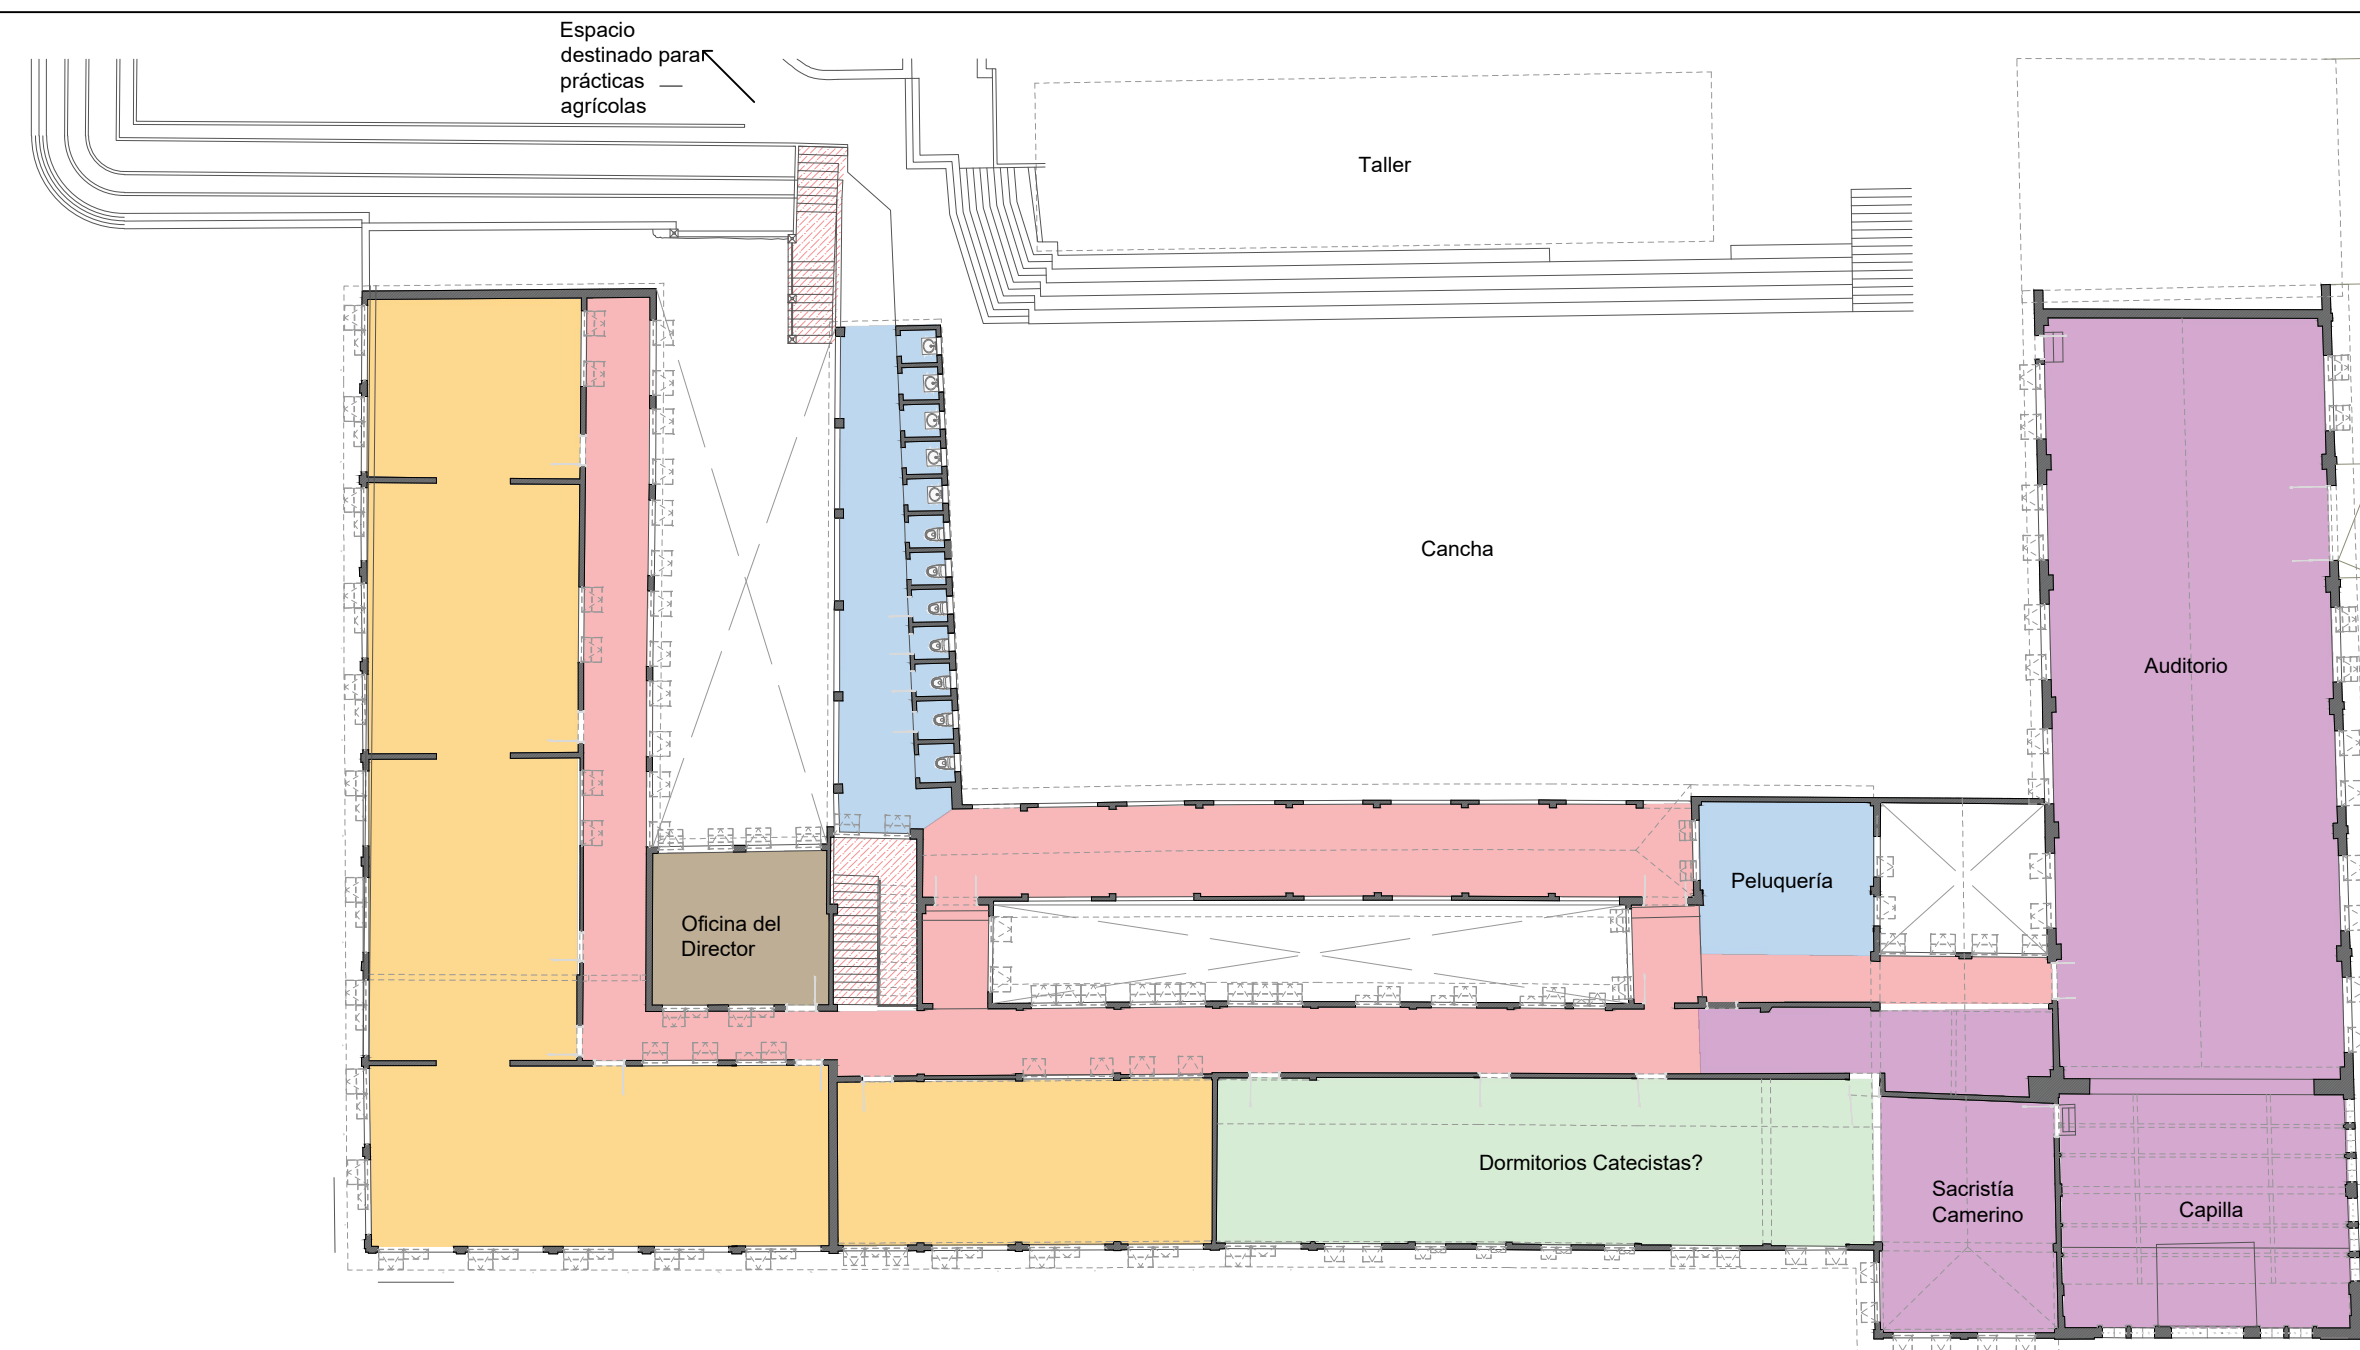 Espacio
destinado para
prácticas
agrícolas
Taller
Cancha
Auditorio
Peluquería
Oficina del
Director
Dormitorios Catecistas?
Sacristía
Camerino
Capilla